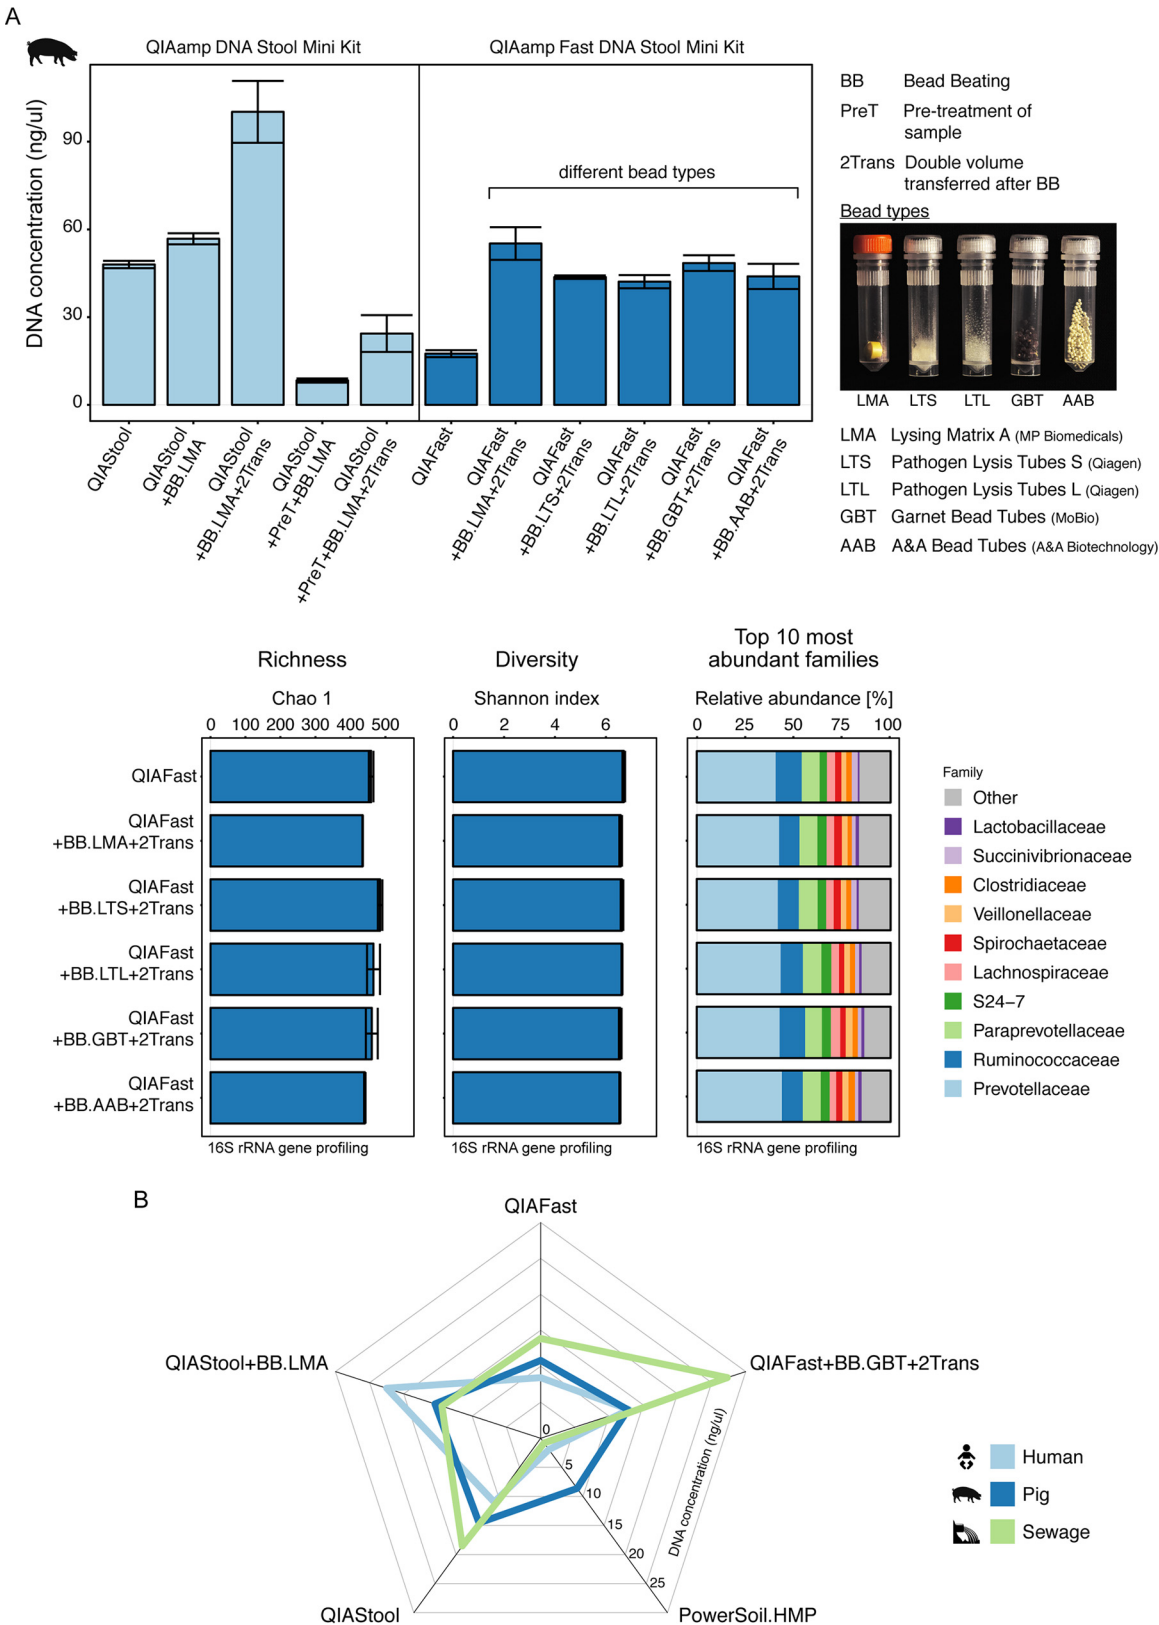 A
QIAamp DNA Stool Mini Kit
QIAamp Fast DNA Stool Mini Kit
DNA concentration (ng/ul)
90
60
30
0
different bead types
QIAStool
QIAStool
+BB.LMA
QIAStool
+BB.LMA+2Trans
QIAStool
+PreT+BB.LMA
QIAStool
+PreT+BB.LMA+2Trans
QIAFast
QIAFast
+BB.LMA+2Trans
QIAFast
+BB.LTS+2Trans
QIAFast
+BB.LTL+2Trans
QIAFast
+BB.GBT+2Trans
QIAFast
+BB.AAB+2Trans
BB Bead Beating
PreT Pre-treatment of
sample
2Trans Double volume
transferred after BB
Bead types
LMA LTS LTL GBT AAB
LMA Lysing Matrix A (MP Biomedicals)
LTS Pathogen Lysis Tubes S (Qiagen)
LTL Pathogen Lysis Tubes L (Qiagen)
GBT Garnet Bead Tubes (MoBio)
AAB A&A Bead Tubes (A&A Biotechnology)
Richness
Chao 1
0 100 200 300 400 500
Diversity
Shannon index
0 2 4 6
Top 10 most
abundant families
Relative abundance [%]
0 25 50 75 100
QIAFast
QIAFast
+BB.LMA+2Trans
QIAFast
+BB.LTS+2Trans
QIAFast
+BB.LTL+2Trans
QIAFast
+BB.GBT+2Trans
QIAFast
+BB.AAB+2Trans
16S rRNA gene profiling
16S rRNA gene profiling
16S rRNA gene profiling
Family
Other
Lactobacillaceae
Succinivibrionaceae
Clostridiaceae
Veillonellaceae
Spirochaetaceae
Lachnospiraceae
S24−7
Paraprevotellaceae
Ruminococcaceae
Prevotellaceae
B
QIAFast
QIAStool+BB.LMA
QIAFast+BB.GBT+2Trans
0
5
10
15
20
25
DNA concentration (ng/ul)
QIAStool
PowerSoil.HMP
Human
Pig
Sewage